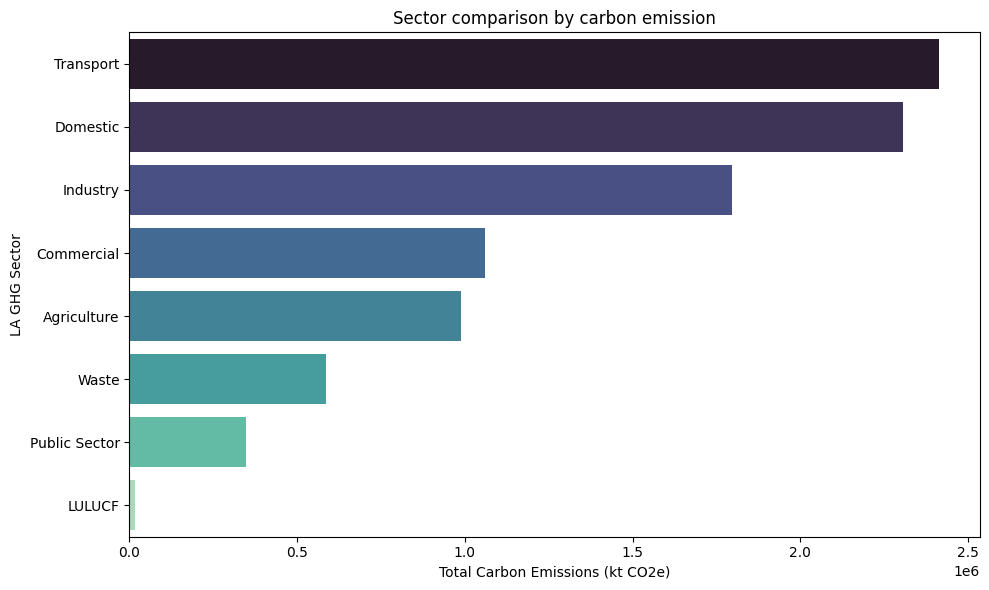 Sector comparison by carbon emission
LA GHG Sector
Transport
Domestic
Industry
Commercial
Agriculture
Waste
Public Sector
LULUCF
0.0 0.5 1.0 1.5 2.0 2.5
1e6
Total Carbon Emissions (kt CO2e)